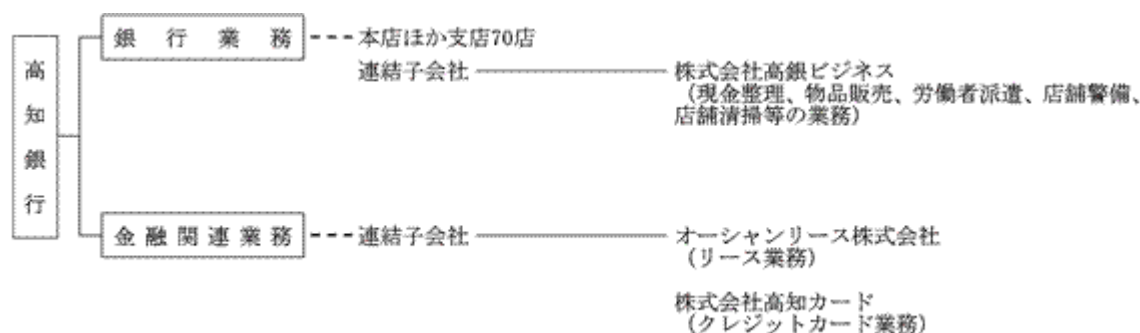 高知銀行
銀行業務
本店ほか支店70店
連結子会社
株式会社高銀ビジネス
（現金整理、物品販売、労働者派遣、店舗警備、
店舗清掃等の業務）
金融関連業務
連結子会社
オーシャンリース株式会社
（リース業務）
株式会社高知カード
（クレジットカード業務）